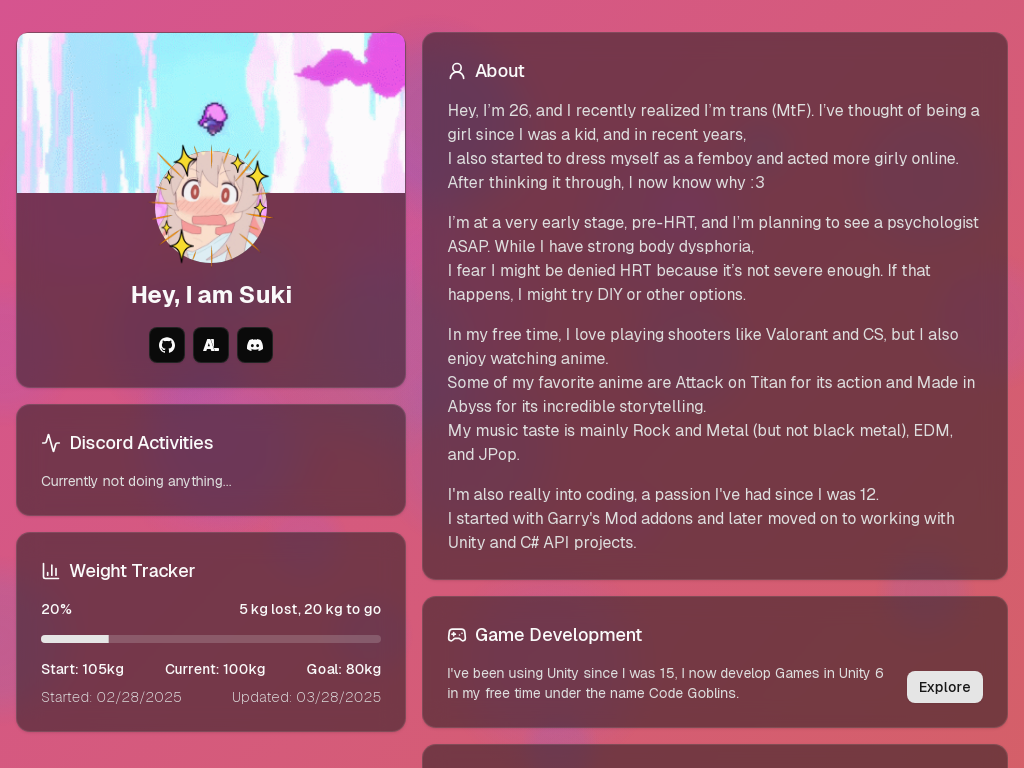 Hey, I am Suki
AL
Discord Activities
Currently not doing anything...
Weight Tracker
20% 5 kg lost, 20 kg to go
Start: 105kg Current: 100kg Goal: 80kg
Started: 02/28/2025 Updated: 03/28/2025
About
Hey, I’m 26, and I recently realized I’m trans (MtF). I’ve thought of being a
girl since I was a kid, and in recent years,
I also started to dress myself as a femboy and acted more girly online.
After thinking it through, I now know why :3
I’m at a very early stage, pre-HRT, and I’m planning to see a psychologist
ASAP. While I have strong body dysphoria,
I fear I might be denied HRT because it’s not severe enough. If that
happens, I might try DIY or other options.
In my free time, I love playing shooters like Valorant and CS, but I also
enjoy watching anime.
Some of my favorite anime are Attack on Titan for its action and Made in
Abyss for its incredible storytelling.
My music taste is mainly Rock and Metal (but not black metal), EDM,
and JPop.
I'm also really into coding, a passion I've had since I was 12.
I started with Garry's Mod addons and later moved on to working with
Unity and C# API projects.
Game Development
I've been using Unity since I was 15, I now develop Games in Unity 6
in my free time under the name Code Goblins.
Explore